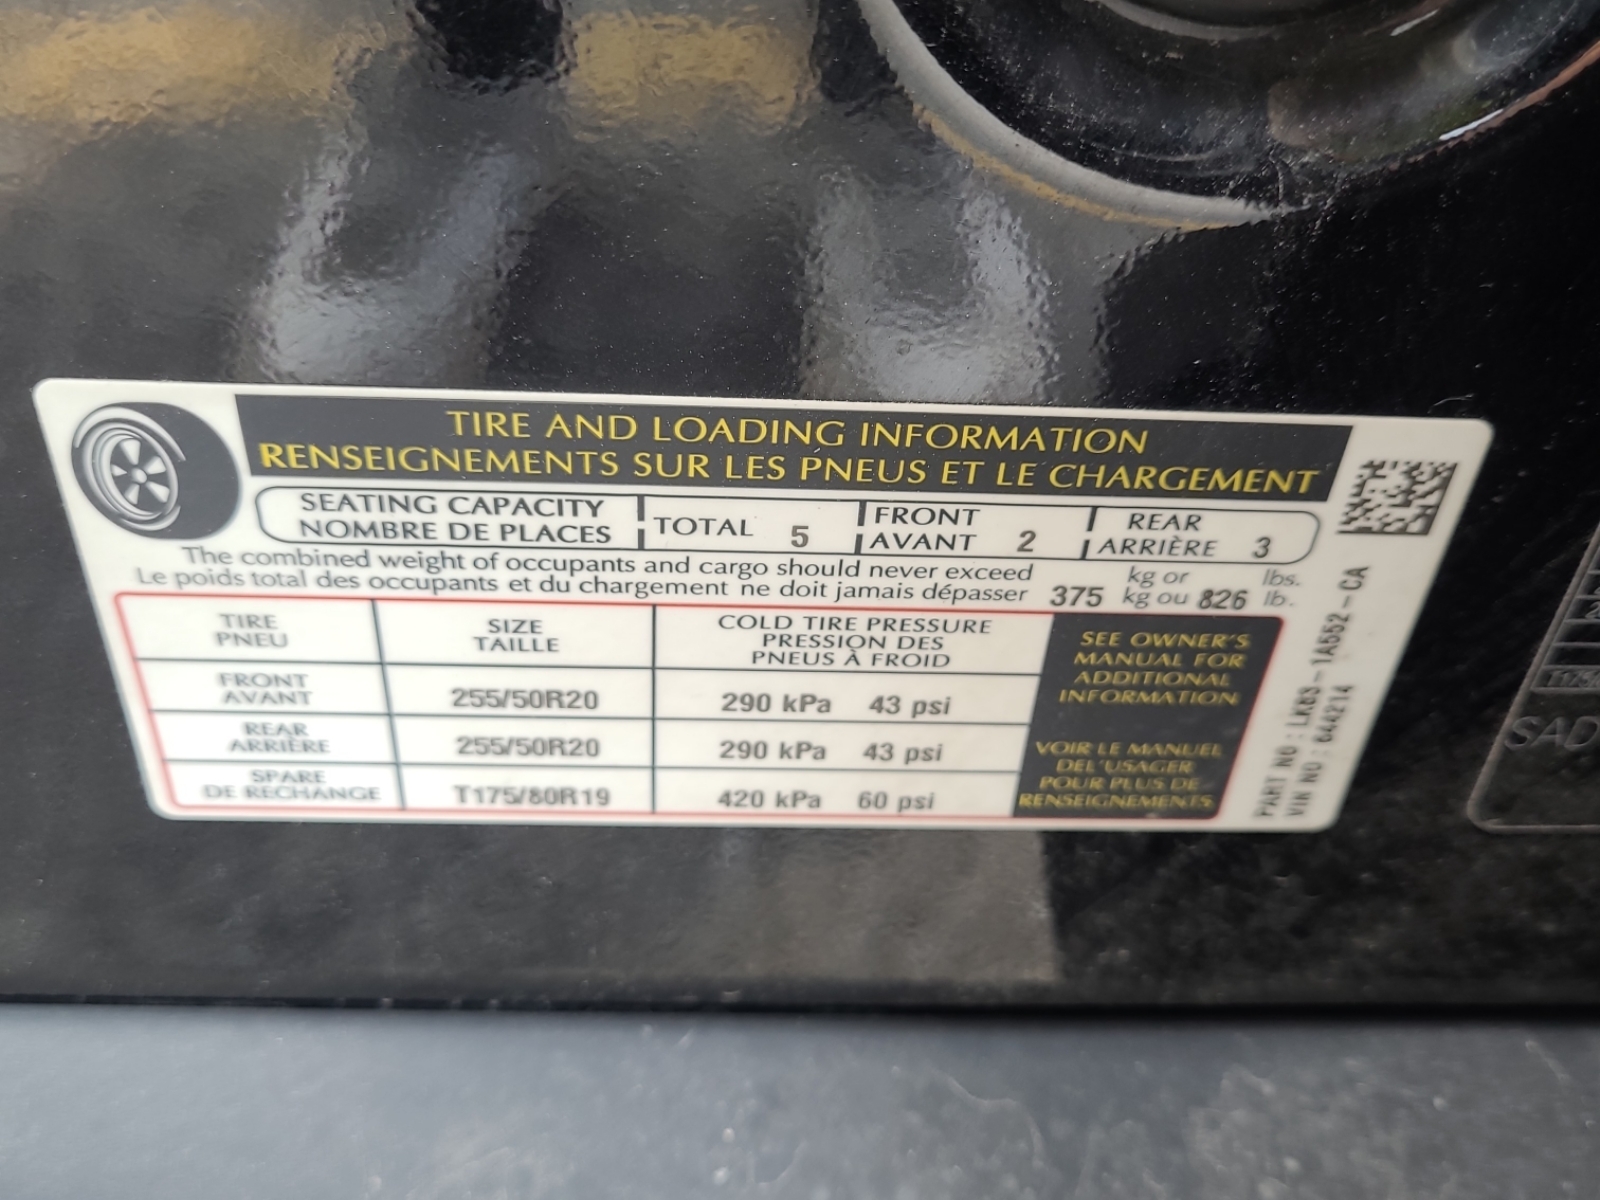 TIRE AND LOADING INFORMATION
RENSEIGNEMENTS SUR LES PNEUS ET LE CHARGEMENT
SEATING CAPACITY
NOMBRE DE PLACES
TOTAL 5
FRONT
AVANT 2
REAR
ARRIÈRE 3
The combined weight of occupants and cargo should never exceed
Le poids total des occupants et du chargement ne doit jamais dépasser
375 kg or
kg ou 826 lbs.
lb.
TIRE
PNEU
SIZE
TAILLE
COLD TIRE PRESSURE
PRESSION DES
PNEUS À FROID
FRONT
AVANT
255/50R20
290 kPa 43 psi
REAR
ARRIÈRE
255/50R20
290 kPa 43 psi
SPARE
DE RECHANGE
T175/80R19
420 kPa 60 psi
SEE OWNER'S
MANUAL FOR
ADDITIONAL
INFORMATION
VOIR LE MANUEL
DEL'USAGER
POUR PLUS DE
RENSEIGNEMENTS
PART NO : LK83-1A552-CA
VIN NO : 644214
SAD